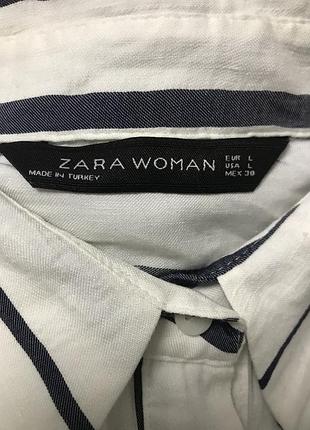 ZARA WOMAN
MADE IN TURKEY
EUR L
USA L
MEX 30